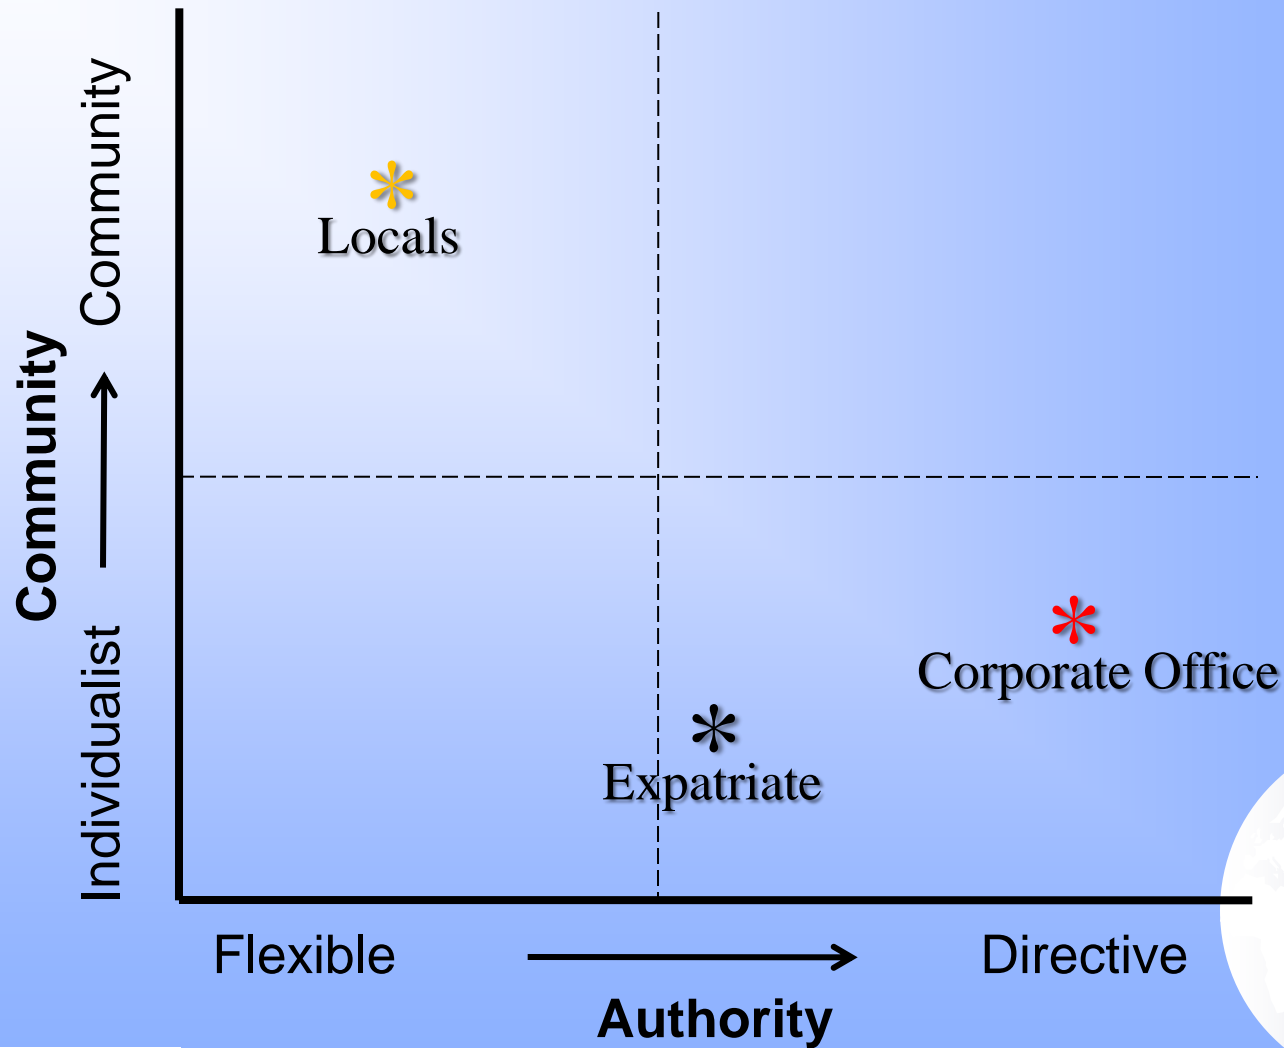 Community
Community
Individualist
Locals
Corporate Office
Expatriate
Flexible
Directive
Authority